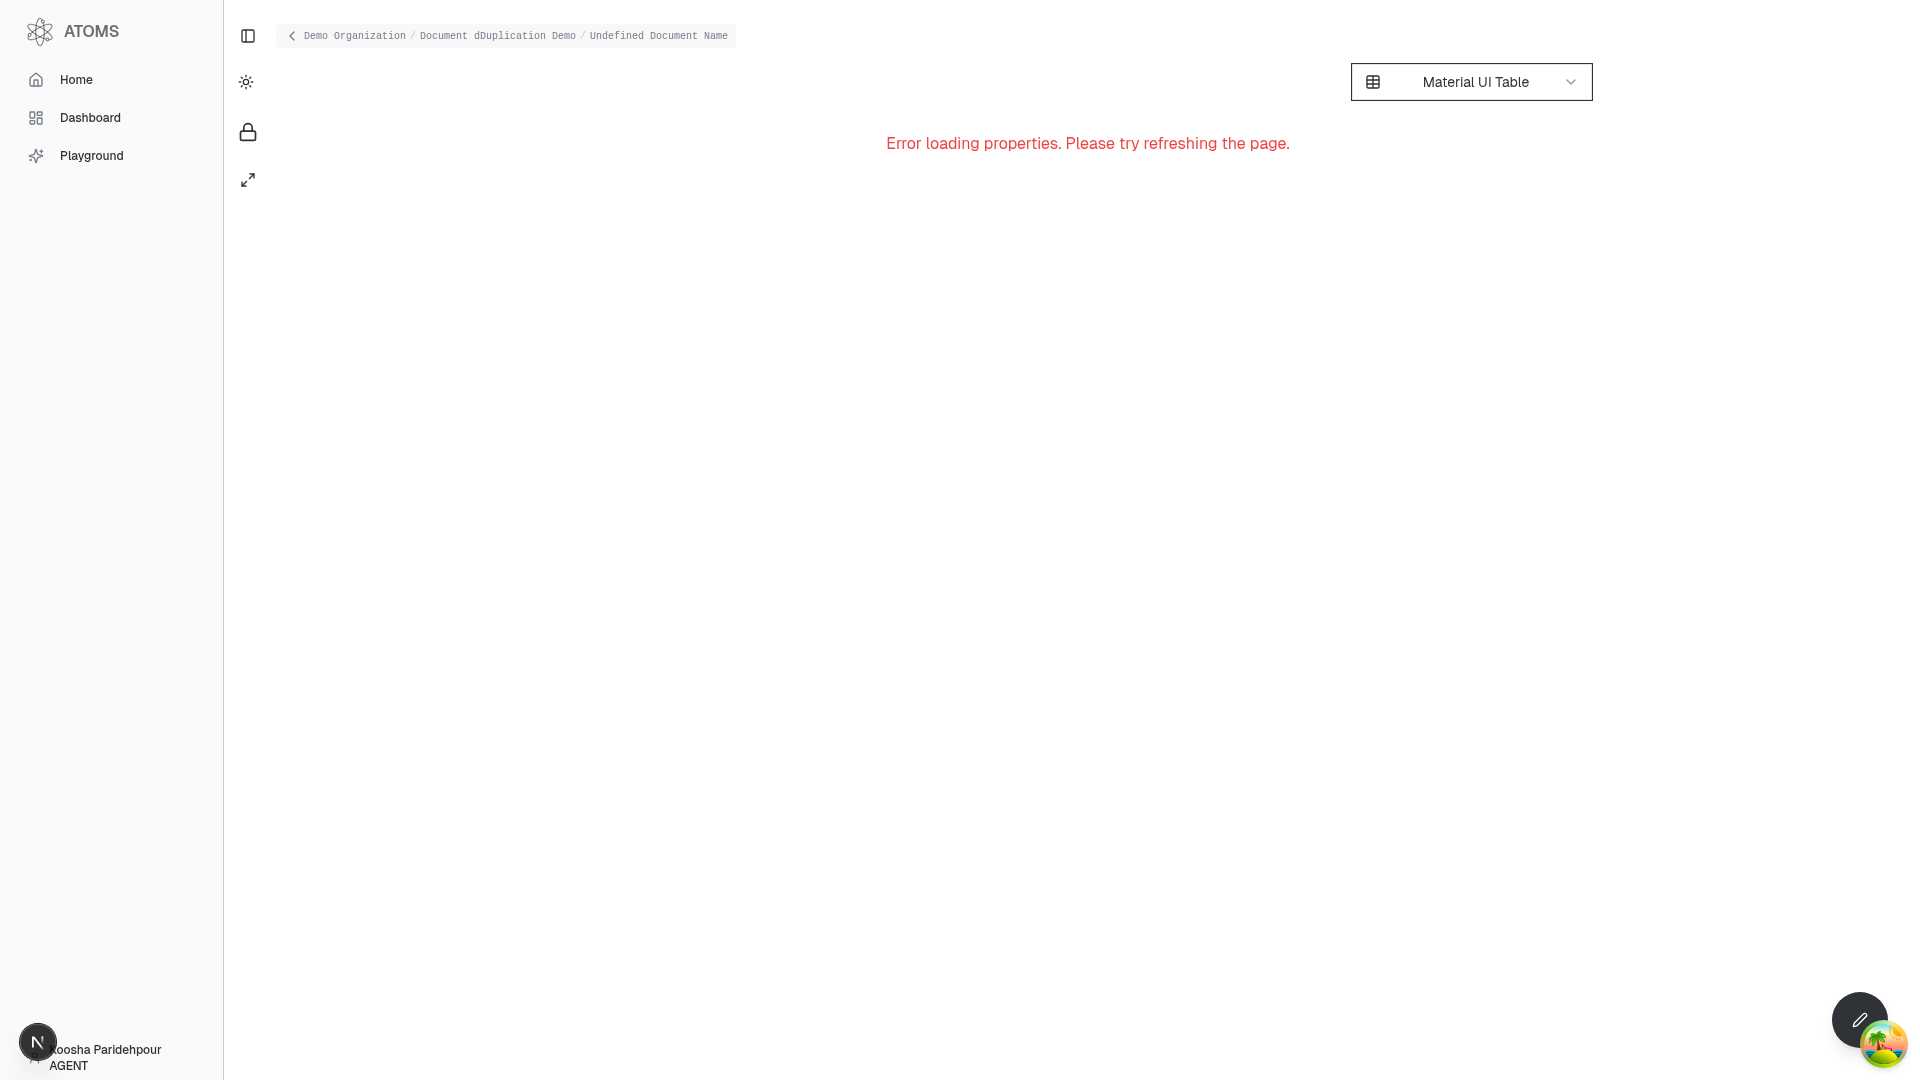 ATOMS
Home
Dashboard
Playground
Demo Organization / Document dDuplication Demo / Undefined Document Name
Material UI Table
Error loading properties. Please try refreshing the page.
N
Koosha Paridehpour
AGENT